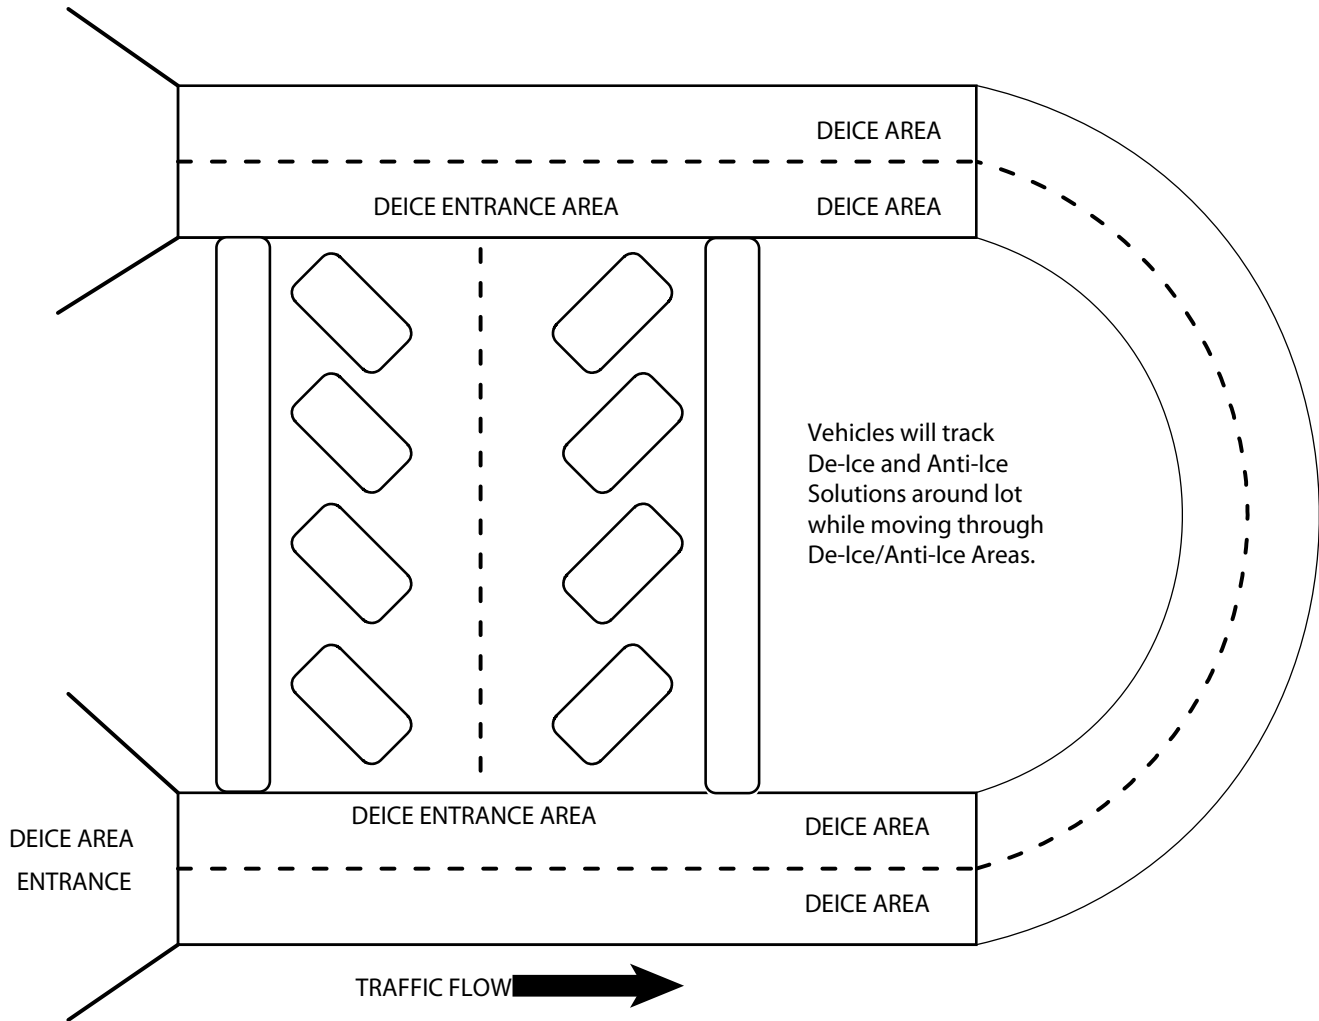 DEICE AREA
DEICE ENTRANCE AREA
DEICE AREA
Vehicles will track
De-Ice and Anti-Ice
Solutions around lot
while moving through
De-Ice/Anti-Ice Areas.
DEICE ENTRANCE AREA
DEICE AREA
DEICE AREA
ENTRANCE
DEICE AREA
TRAFFIC FLOW